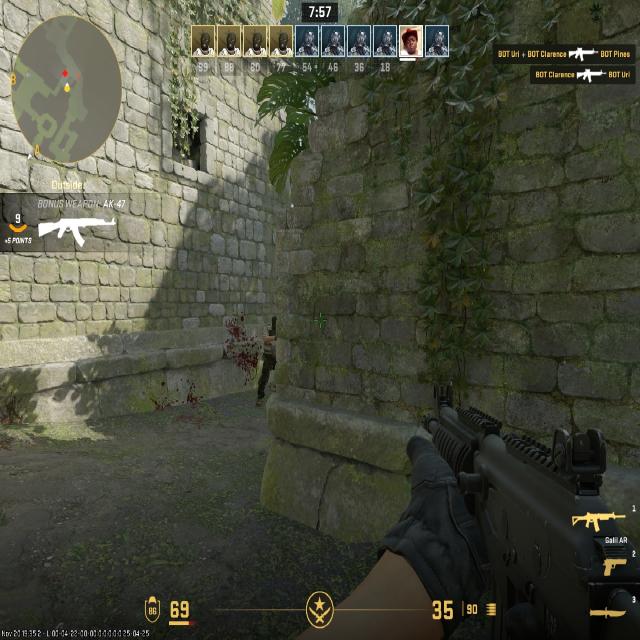 7:57
69 88 80 77 64 46 36 18
BOT Uri + BOT Clarence BOT Pines
BOT Clarence BOT Uri
B
Outside
BONUS WEAPON: AK-47
9
+5 POINTS
1
Galil AR
2
3
86 69
35 | 90